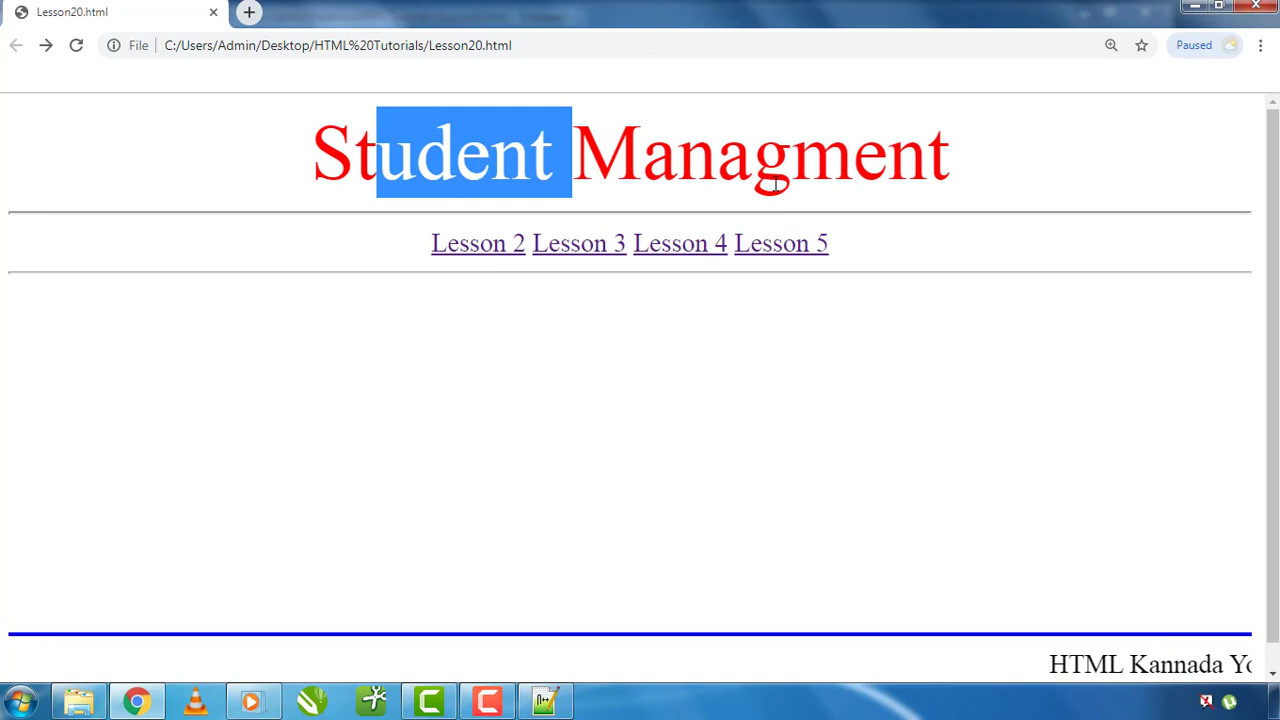 Lesson20.html
File
C:/Users/Admin/Desktop/HTML%20Tutorials/Lesson20.html
Paused
Student Managment
Lesson 2 Lesson 3 Lesson 4 Lesson 5
HTML Kannada